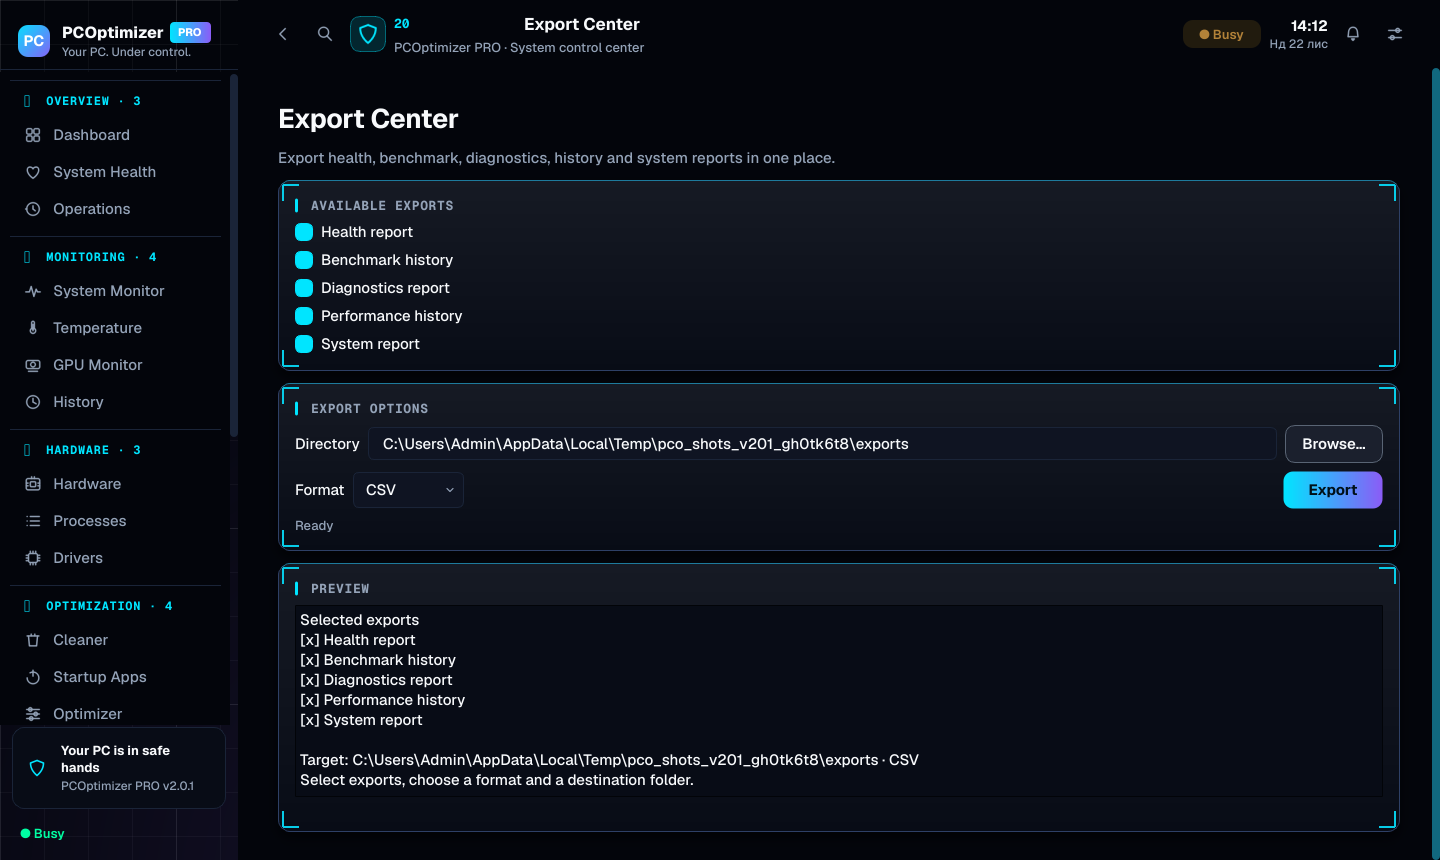 PC
PCOptimizer PRO
Your PC. Under control.
OVERVIEW · 3
Dashboard
System Health
Operations
MONITORING · 4
System Monitor
Temperature
GPU Monitor
History
HARDWARE · 3
Hardware
Processes
Drivers
OPTIMIZATION · 4
Cleaner
Startup Apps
Optimizer
Your PC is in safe
hands
PCOptimizer PRO v2.0.1
Busy
20
Export Center
PCOptimizer PRO · System control center
Busy
14:12
Нд 22 лис
Export Center
Export health, benchmark, diagnostics, history and system reports in one place.
AVAILABLE EXPORTS
Health report
Benchmark history
Diagnostics report
Performance history
System report
EXPORT OPTIONS
Directory C:\Users\Admin\AppData\Local\Temp\pco_shots_v201_gh0tk6t8\exports Browse...
Format CSV Export
Ready
PREVIEW
Selected exports
[x] Health report
[x] Benchmark history
[x] Diagnostics report
[x] Performance history
[x] System report
Target: C:\Users\Admin\AppData\Local\Temp\pco_shots_v201_gh0tk6t8\exports · CSV
Select exports, choose a format and a destination folder.